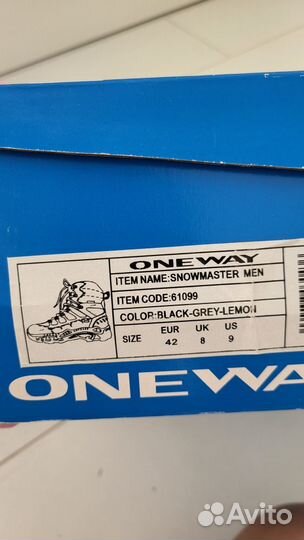 ONE WAY
ITEM NAME:SNOWMASTER MEN
ITEM CODE:61099
COLOR:BLACK-GREY-LEMON
SIZE EUR UK US
42 8 9
ONEWA
Avito